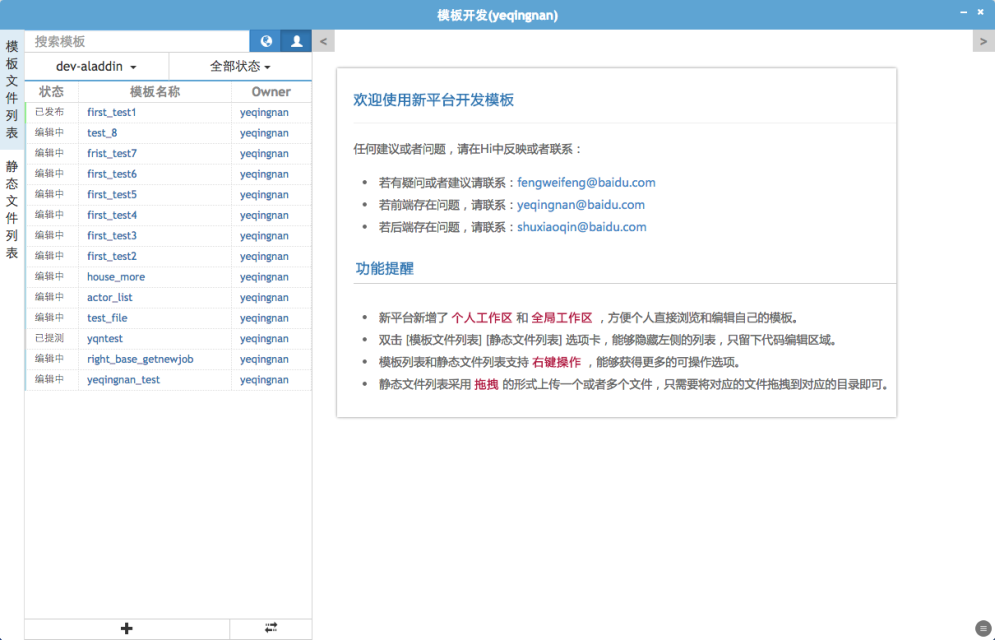 模板开发(yeqingnan)
模板文件列表
静态文件列表
搜索模板
dev-aladdin 全部状态
状态 模板名称 Owner
已发布 first_test1 yeqingnan
编辑中 test_8 yeqingnan
编辑中 frist_test7 yeqingnan
编辑中 first_test6 yeqingnan
编辑中 first_test5 yeqingnan
编辑中 first_test4 yeqingnan
编辑中 first_test3 yeqingnan
编辑中 first_test2 yeqingnan
编辑中 house_more yeqingnan
编辑中 actor_list yeqingnan
编辑中 test_file yeqingnan
已提测 yqntest yeqingnan
编辑中 right_base_getnewjob yeqingnan
编辑中 yeqingnan_test yeqingnan
欢迎使用新平台开发模板
任何建议或者问题，请在Hi中反映或者联系：
• 若有疑问或者建议请联系：fengweifeng@baidu.com
• 若前端存在问题，请联系：yeqingnan@baidu.com
• 若后端存在问题，请联系：shuxiaoqin@baidu.com
功能提醒
• 新平台新增了 个人工作区 和 全局工作区 ，方便个人直接浏览和编辑自己的模板。
• 双击 [模板文件列表] [静态文件列表] 选项卡，能够隐藏左侧的列表，只留下代码编辑区域。
• 模板列表和静态文件列表支持 右键操作 ，能够获得更多的可操作选项。
• 静态文件列表采用 拖拽 的形式上传一个或者多个文件，只需要将对应的文件拖拽到对应的目录即可。